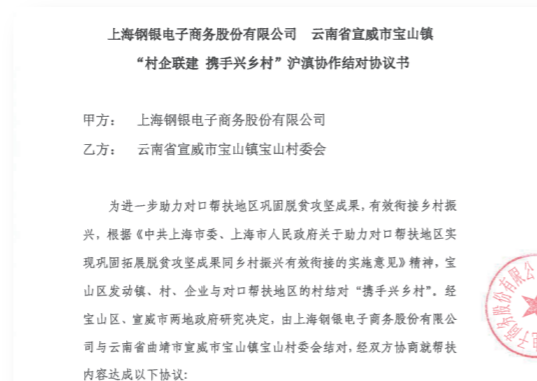 上海钢银电子商务股份有限公司 云南省宣威市宝山镇
“村企联建 携手兴乡村”沪滇协作结对协议书
甲方： 上海钢银电子商务股份有限公司
乙方： 云南省宣威市宝山镇宝山村委会
为进一步助力对口帮扶地区巩固脱贫攻坚成果，有效衔接乡村振
兴，根据《中共上海市委、上海市人民政府关于助力对口帮扶地区实
现巩固拓展脱贫攻坚成果同乡村振兴有效衔接的实施意见》精神，宝
山区发动镇、村、企业与对口帮扶地区的村结对“携手兴乡村”。经
宝山区、宣威市两地政府研究决定，由上海钢银电子商务股份有限公
司与云南省曲靖市宣威市宝山镇宝山村委会结对，经双方协商就帮扶
内容达成以下协议：
电子商务股份有限公